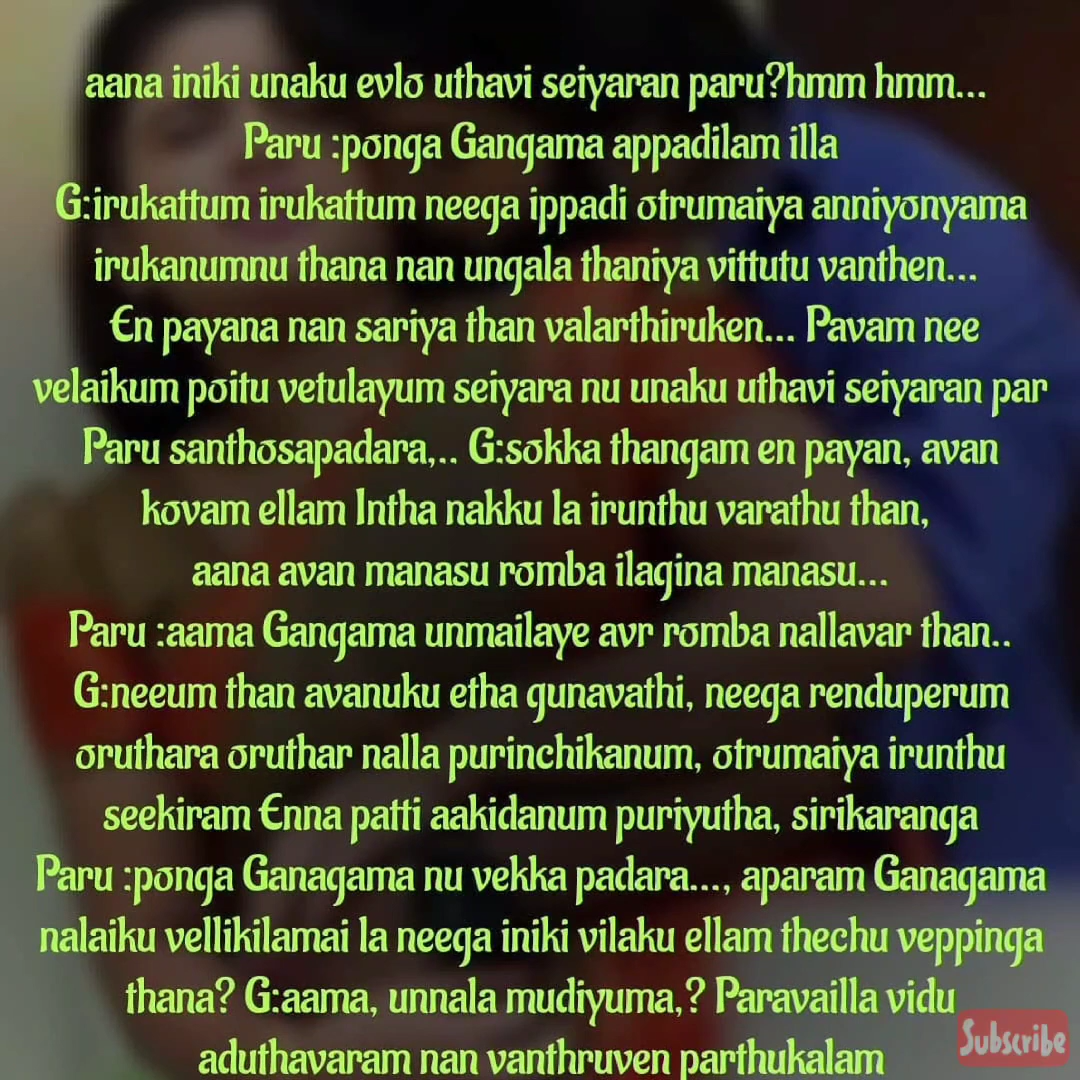 aana iniki unaku evlo uthavi seiyaran paru?hmm hmm...
Paru :ponga Gangama appadilam illa
G:irukattum irukattum neega ippadi otrumaiya anniyonyama
irukanumnu thana nan ungala thaniya vittutu vanthen...
En payana nan sariya than valarthiruken... Pavam nee
velaikum poitu vetulayum seiyara nu unaku uthavi seiyaran par
Paru santhosapadara,.. G:sokka thangam en payan, avan
kovam ellam Intha nakku la irunthu varathu than,
aana avan manasu romba ilagina manasu...
Paru :aama Gangama unmailaye avr romba nallavar than..
G:neeum than avanuku etha gunavathi, neega renduperum
oruthara oruthar nalla purinchikanum, otrumaiya irunthu
seekiram Enna patti aakidanum puriyutha, sirikaranga
Paru :ponga Ganagama nu vekka padara..., aparam Ganagama
nalaiku vellikilamai la neega iniki vilaku ellam thechu veppinga
thana? G:aama, unnala mudiyuma,? Paravailla vidu
aduthavaram nan vanthruven parthukalam
Subscribe